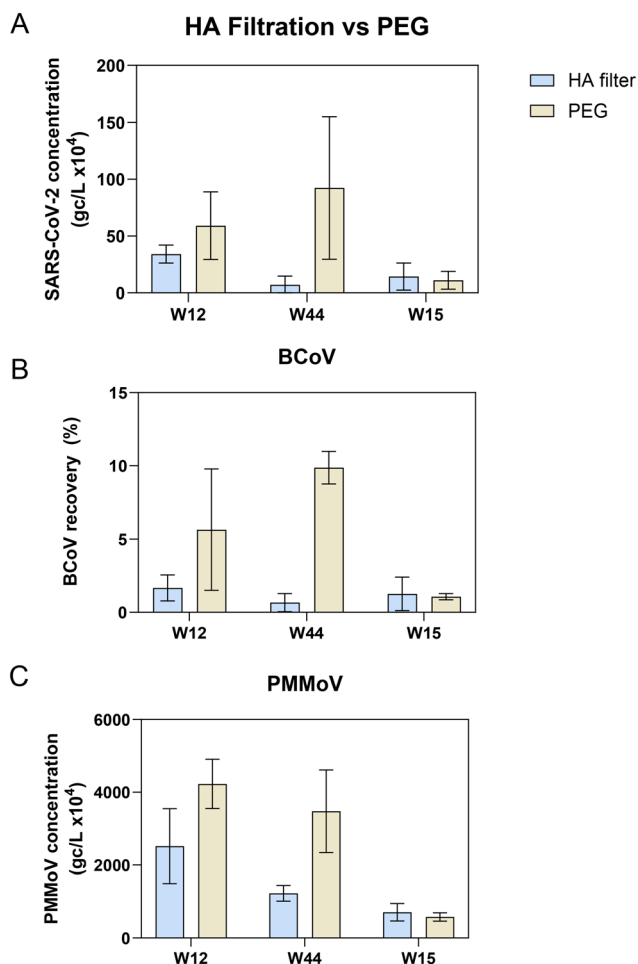 A
HA Filtration vs PEG
SARS-CoV-2 concentration
(gc/L x10⁴)
200
150
100
50
0
W12
W44
W15
HA filter
PEG
B
BCoV
BCoV recovery (%)
15
10
5
0
W12
W44
W15
C
PMMoV
PMMoV concentration
(gc/L x10⁴)
6000
4000
2000
0
W12
W44
W15